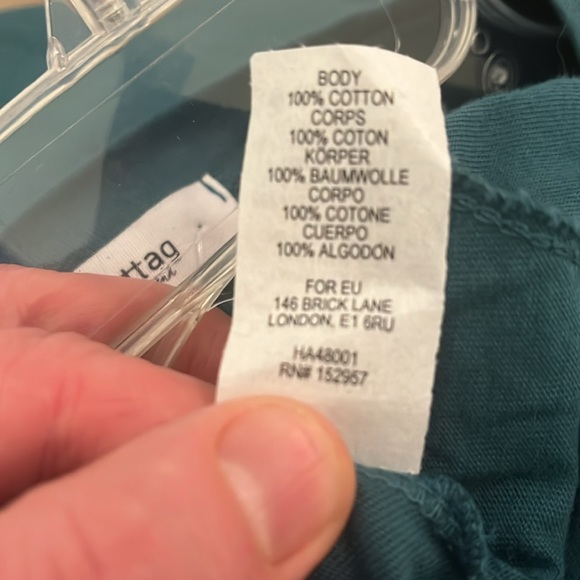 BODY
100% COTTON
CORPS
100% COTON
KÖRPER
100% BAUMWOLLE
CORPO
100% COTONE
CUERPO
100% ALGODON
FOR EU
146 BRICK LANE
LONDON, E1 6RU
HA48001
RN# 152957
ttag